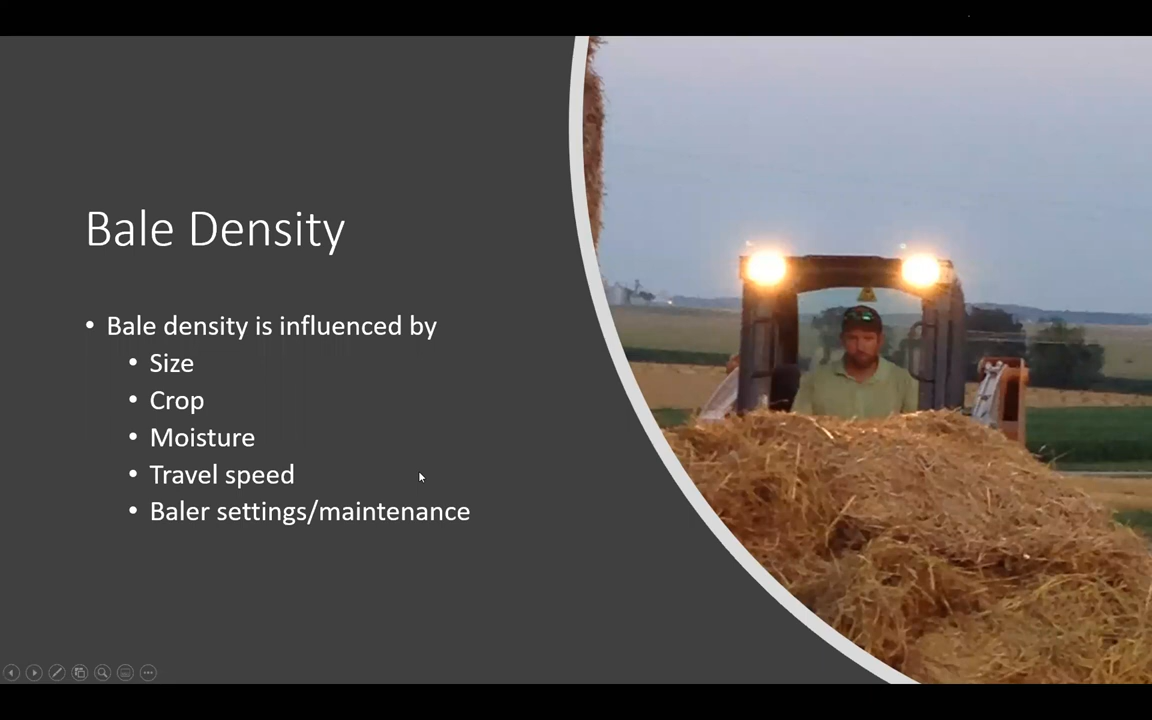 Bale Density
• Bale density is influenced by
• Size
• Crop
• Moisture
• Travel speed
• Baler settings/maintenance